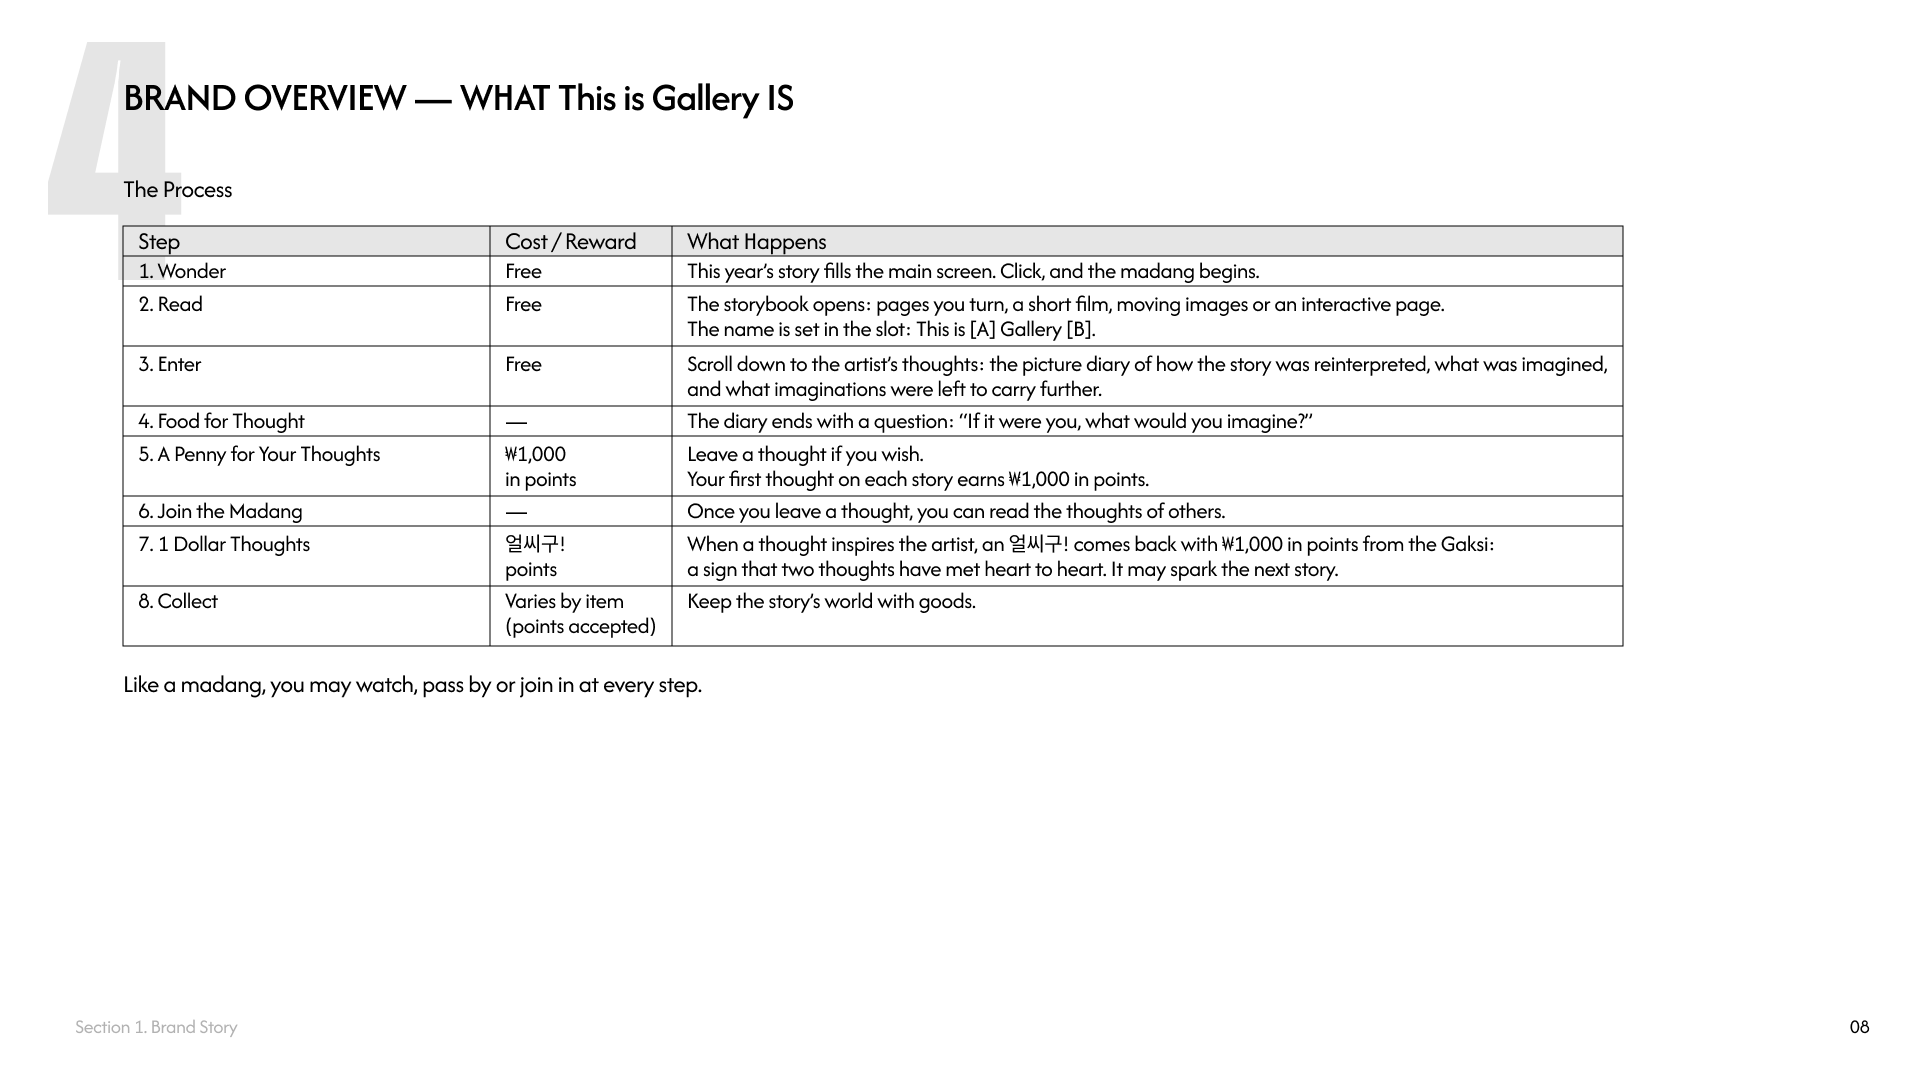 4
BRAND OVERVIEW — WHAT This is Gallery IS
The Process
Step Cost / Reward What Happens
1. Wonder Free This year’s story fills the main screen. Click, and the madang begins.
2. Read Free The storybook opens: pages you turn, a short film, moving images or an interactive page.
The name is set in the slot: This is [A] Gallery [B].
3. Enter Free Scroll down to the artist’s thoughts: the picture diary of how the story was reinterpreted, what was imagined,
and what imaginations were left to carry further.
4. Food for Thought — The diary ends with a question: “If it were you, what would you imagine?”
5. A Penny for Your Thoughts ₩1,000 Leave a thought if you wish.
in points Your first thought on each story earns ₩1,000 in points.
6. Join the Madang — Once you leave a thought, you can read the thoughts of others.
7. 1 Dollar Thoughts 얼씨구! When a thought inspires the artist, an 얼씨구! comes back with ₩1,000 in points from the Gaksi:
points a sign that two thoughts have met heart to heart. It may spark the next story.
8. Collect Varies by item Keep the story’s world with goods.
(points accepted)
Like a madang, you may watch, pass by or join in at every step.
Section 1. Brand Story 08